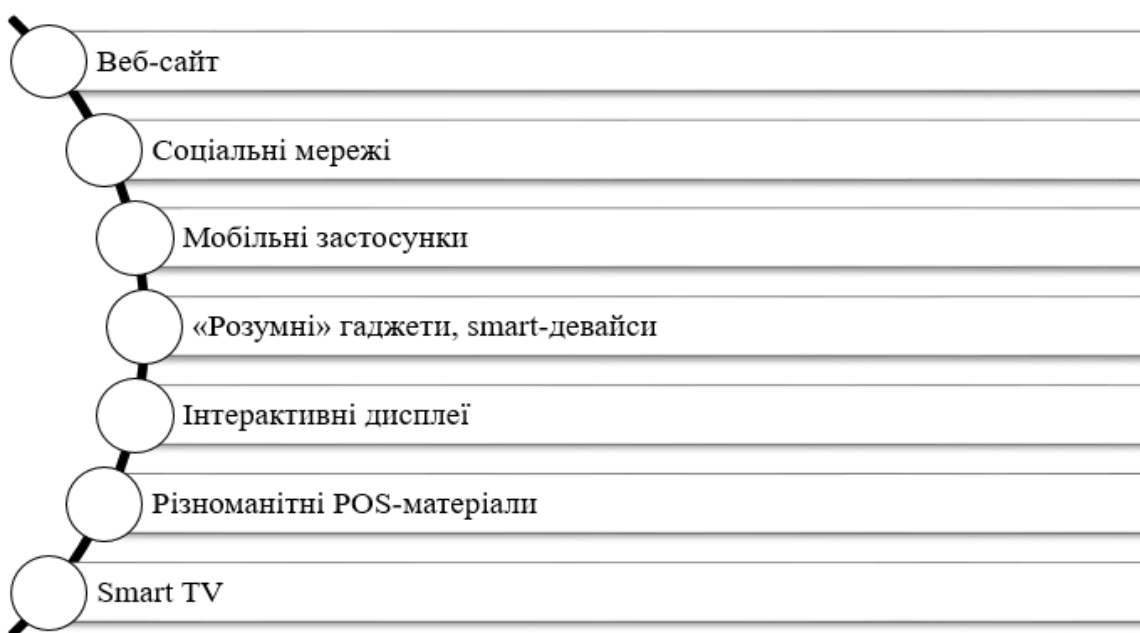 Веб-сайт
Соціальні мережі
Мобільні застосунки
«Розумні» гаджети, smart-девайси
Інтерактивні дисплеї
Різноманітні POS-матеріали
Smart TV